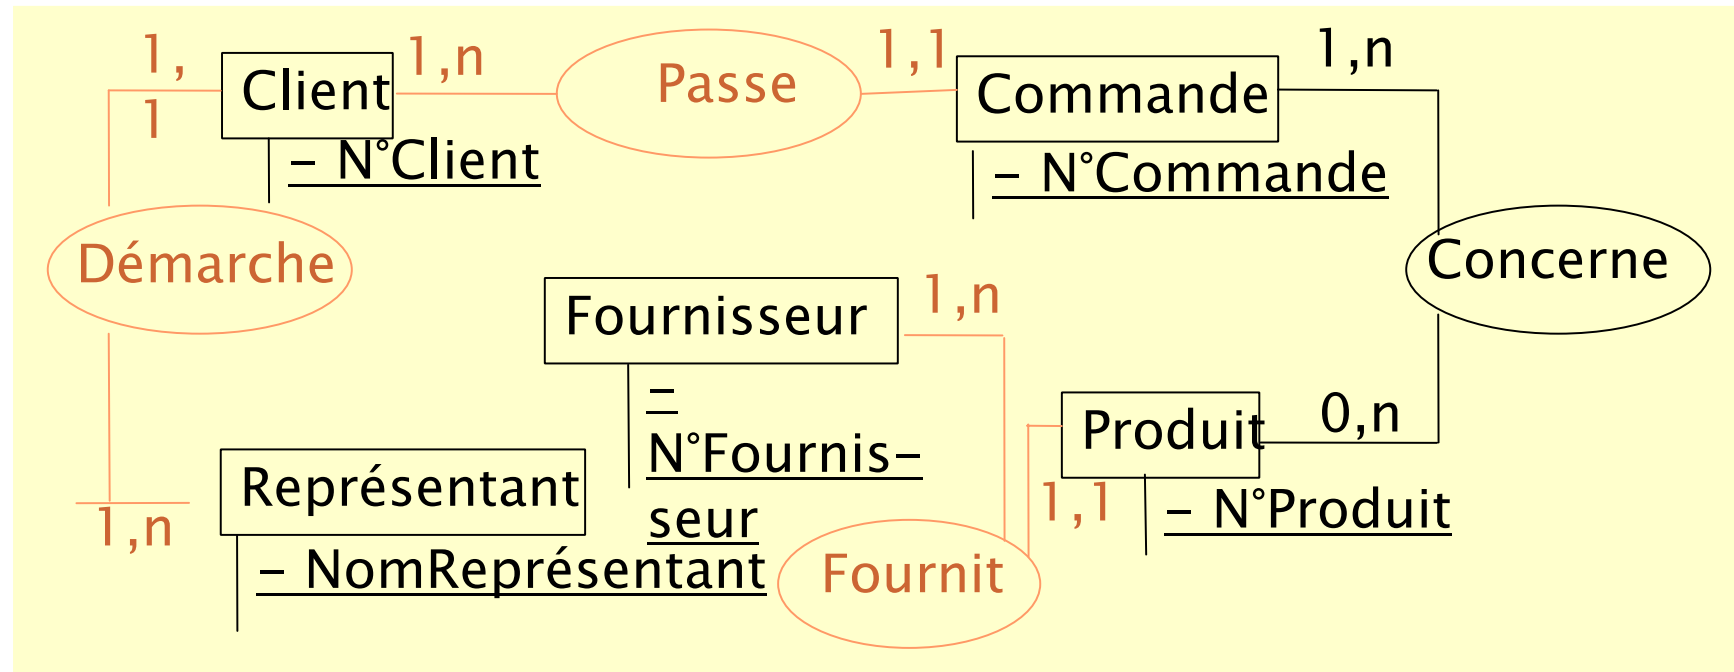 1,
1
Client
1,n
Passe
1,1
Commande
1,n
– N°Client
– N°Commande
Démarche
Concerne
Fournisseur
1,n
–
N°Fournis–
seur
Produit
0,n
1,1
– N°Produit
Représentant
1,n
– NomReprésentant
Fournit